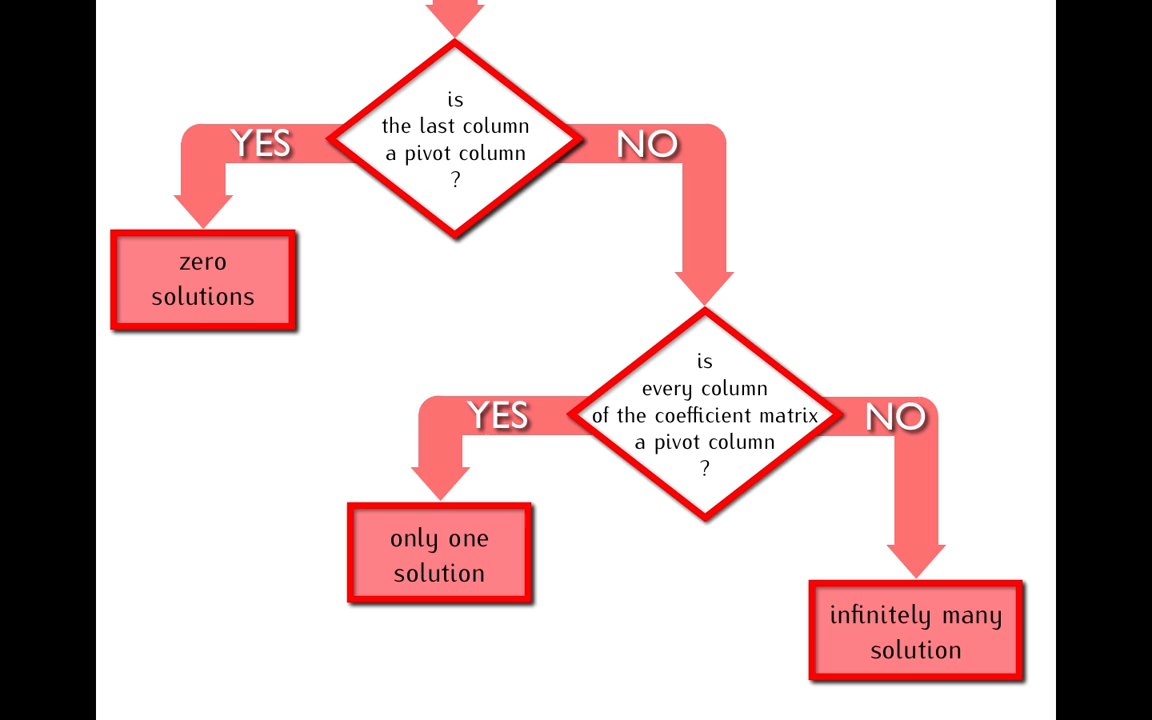 is
the last column
a pivot column
?
YES
NO
zero
solutions
is
every column
of the coefficient matrix
a pivot column
?
YES
NO
only one
solution
infinitely many
solution